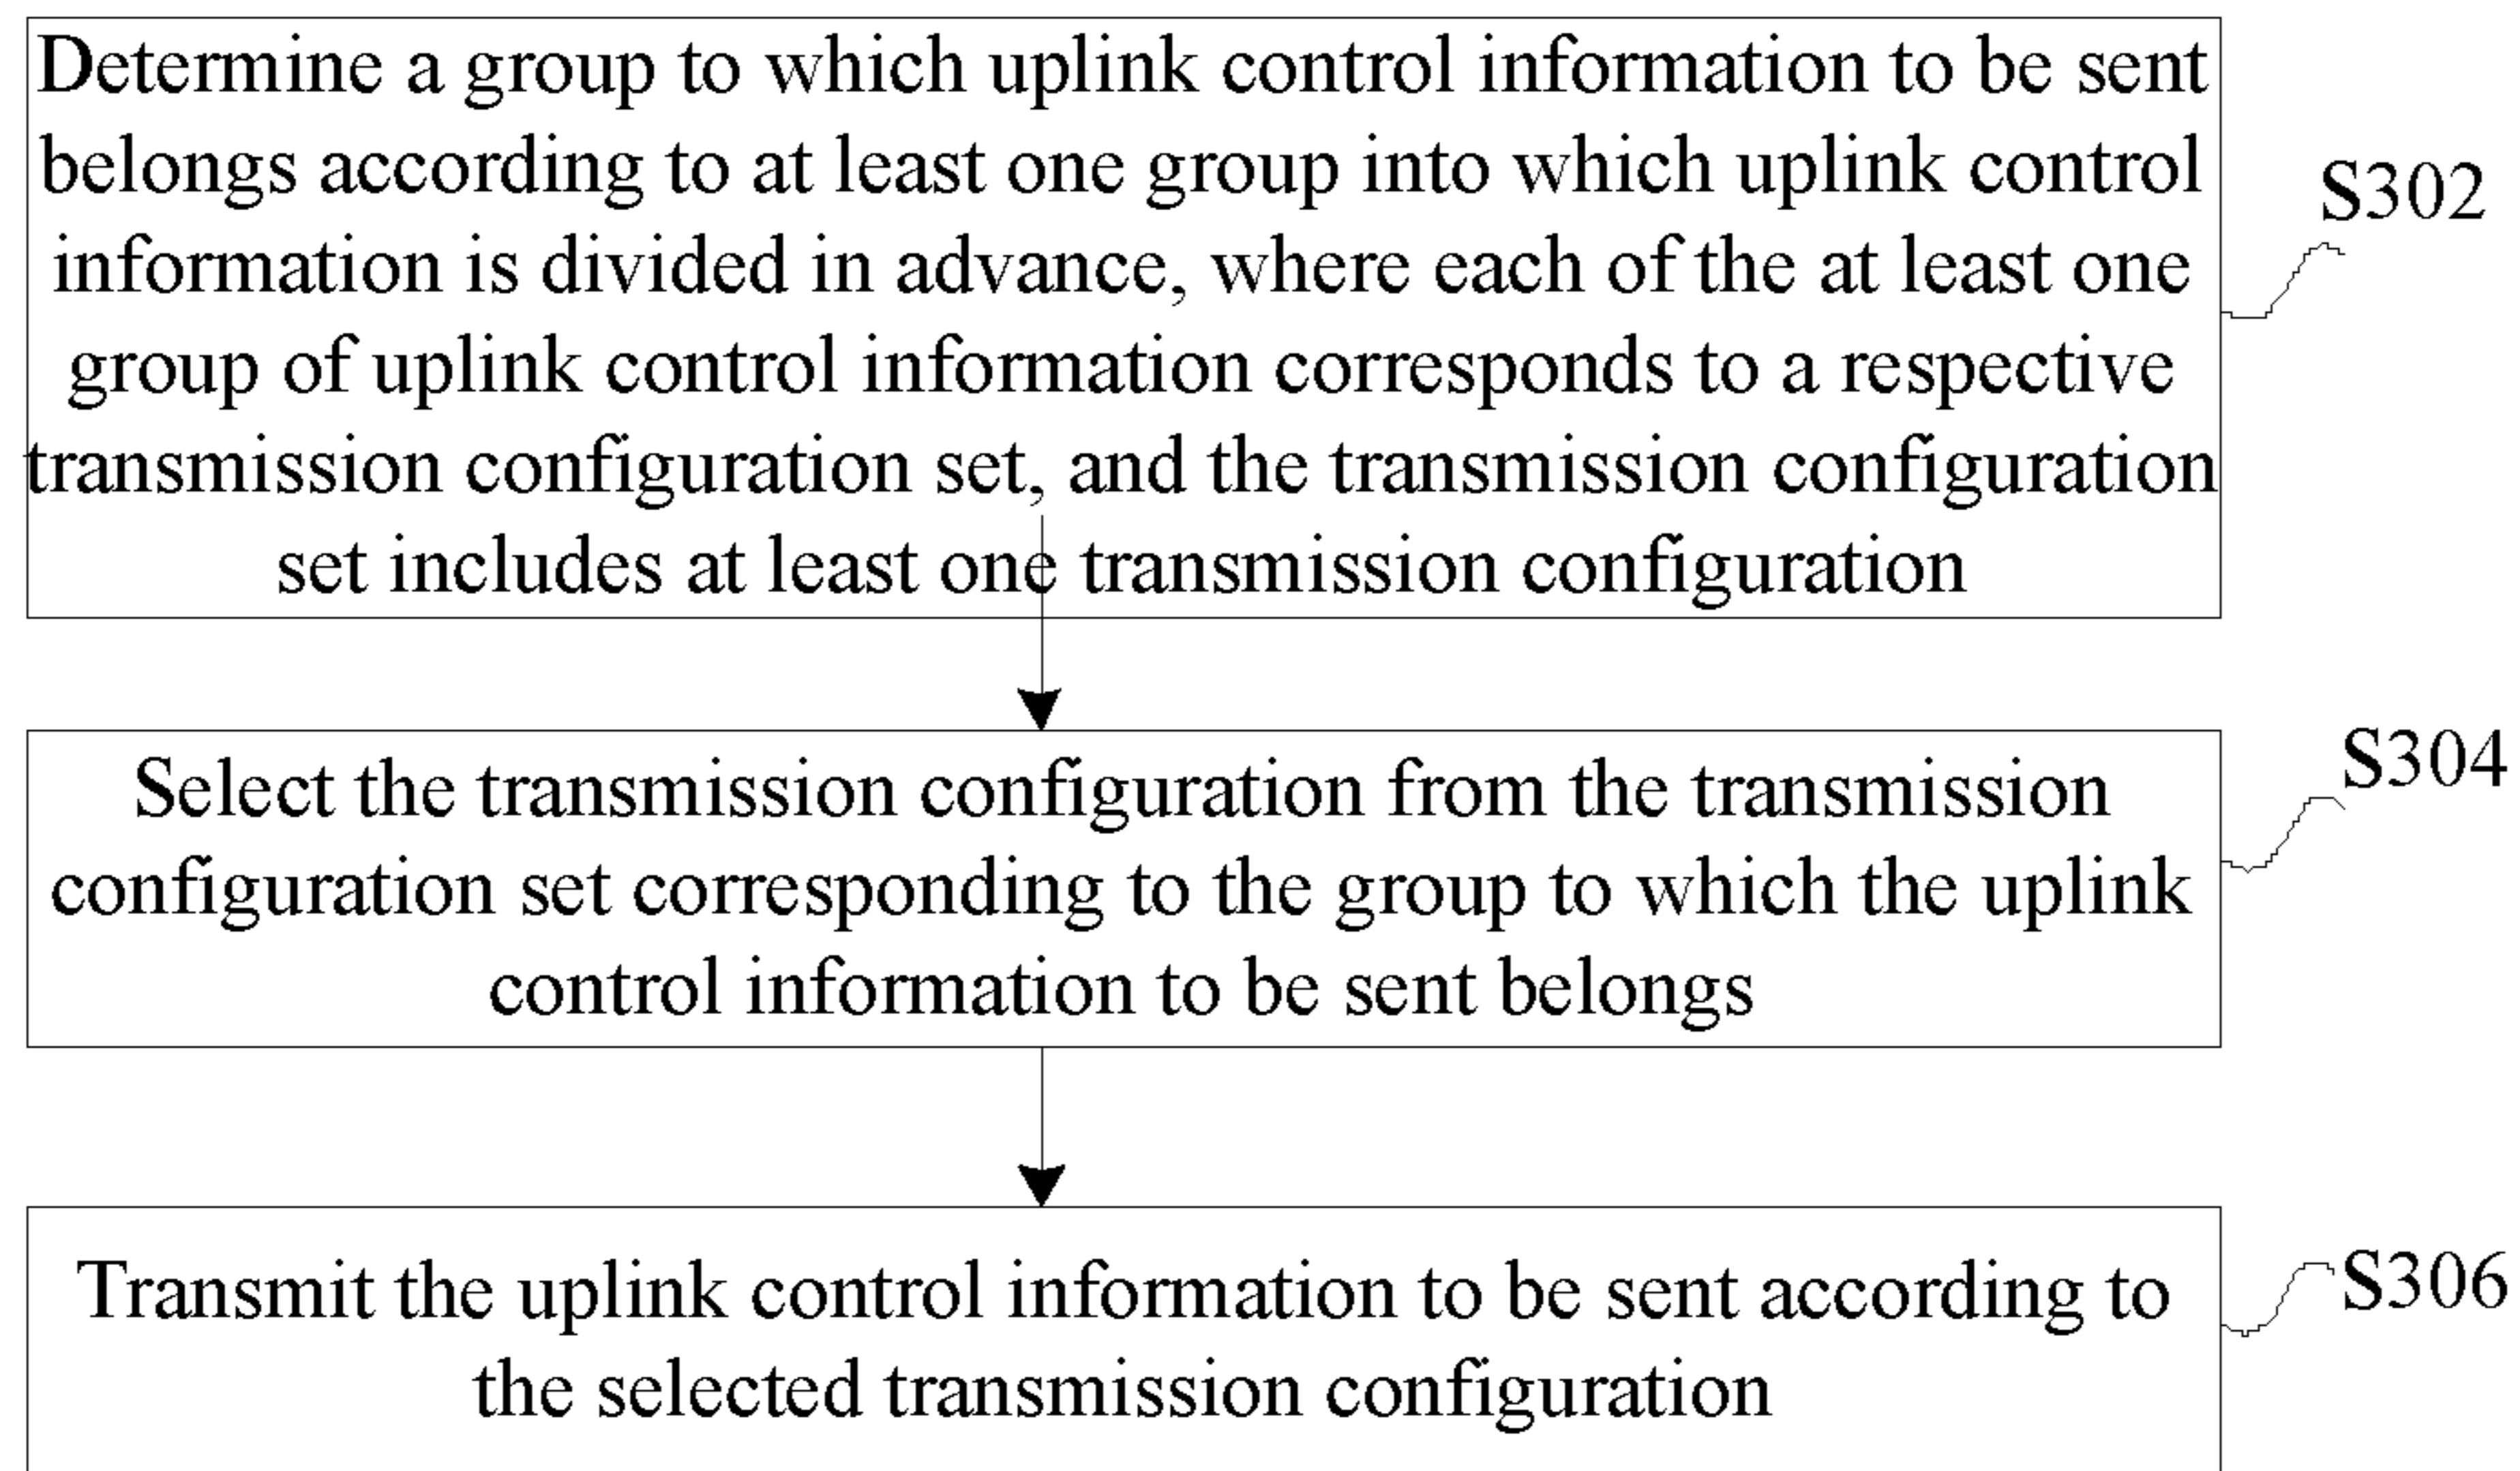 Determine a group to which uplink control information to be sent
belongs according to at least one group into which uplink control
information is divided in advance, where each of the at least one
group of uplink control information corresponds to a respective
transmission configuration set, and the transmission configuration
set includes at least one transmission configuration
S302
Select the transmission configuration from the transmission
configuration set corresponding to the group to which the uplink
control information to be sent belongs
S304
Transmit the uplink control information to be sent according to
the selected transmission configuration
S306